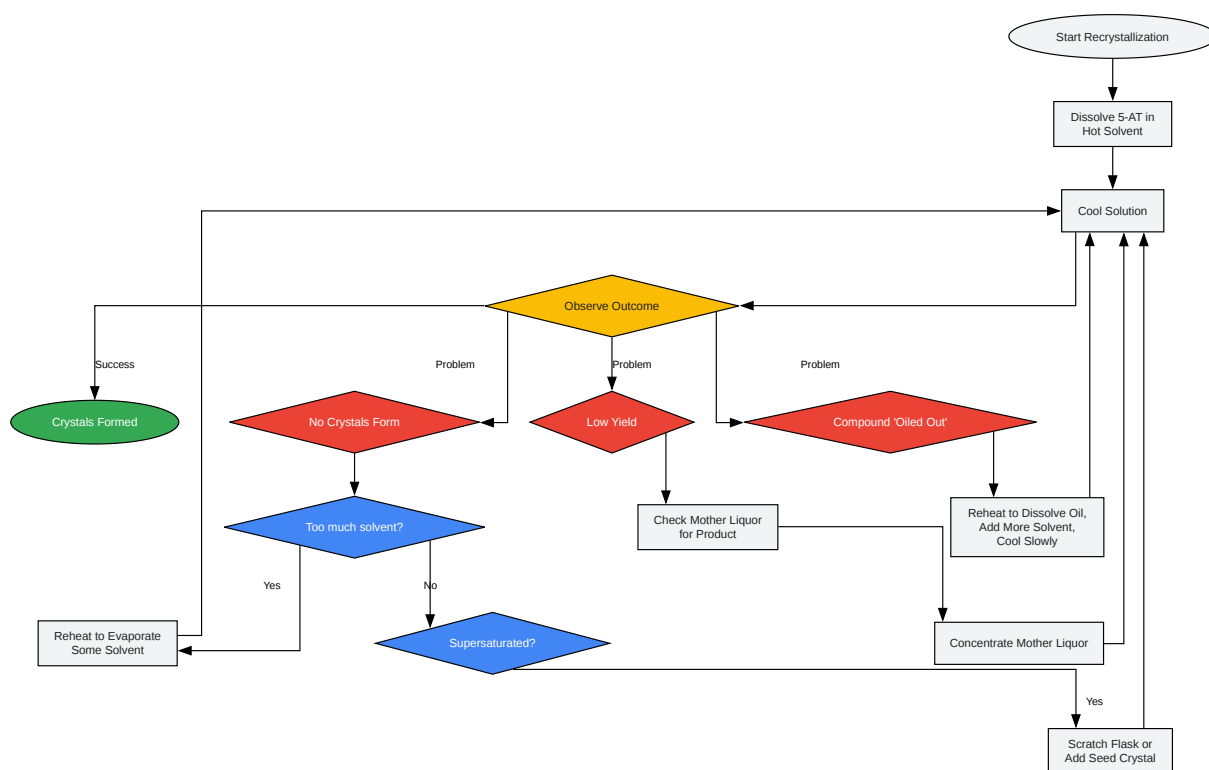 Start Recrystallization
Dissolve 5-AT in
Hot Solvent
Cool Solution
Observe Outcome
Success
Problem
Problem
Problem
Crystals Formed
No Crystals Form
Low Yield
Compound 'Oiled Out'
Too much solvent?
Check Mother Liquor
for Product
Reheat to Dissolve Oil,
Add More Solvent,
Cool Slowly
Yes
No
Reheat to Evaporate
Some Solvent
Supersaturated?
Concentrate Mother Liquor
Yes
Scratch Flask or
Add Seed Crystal